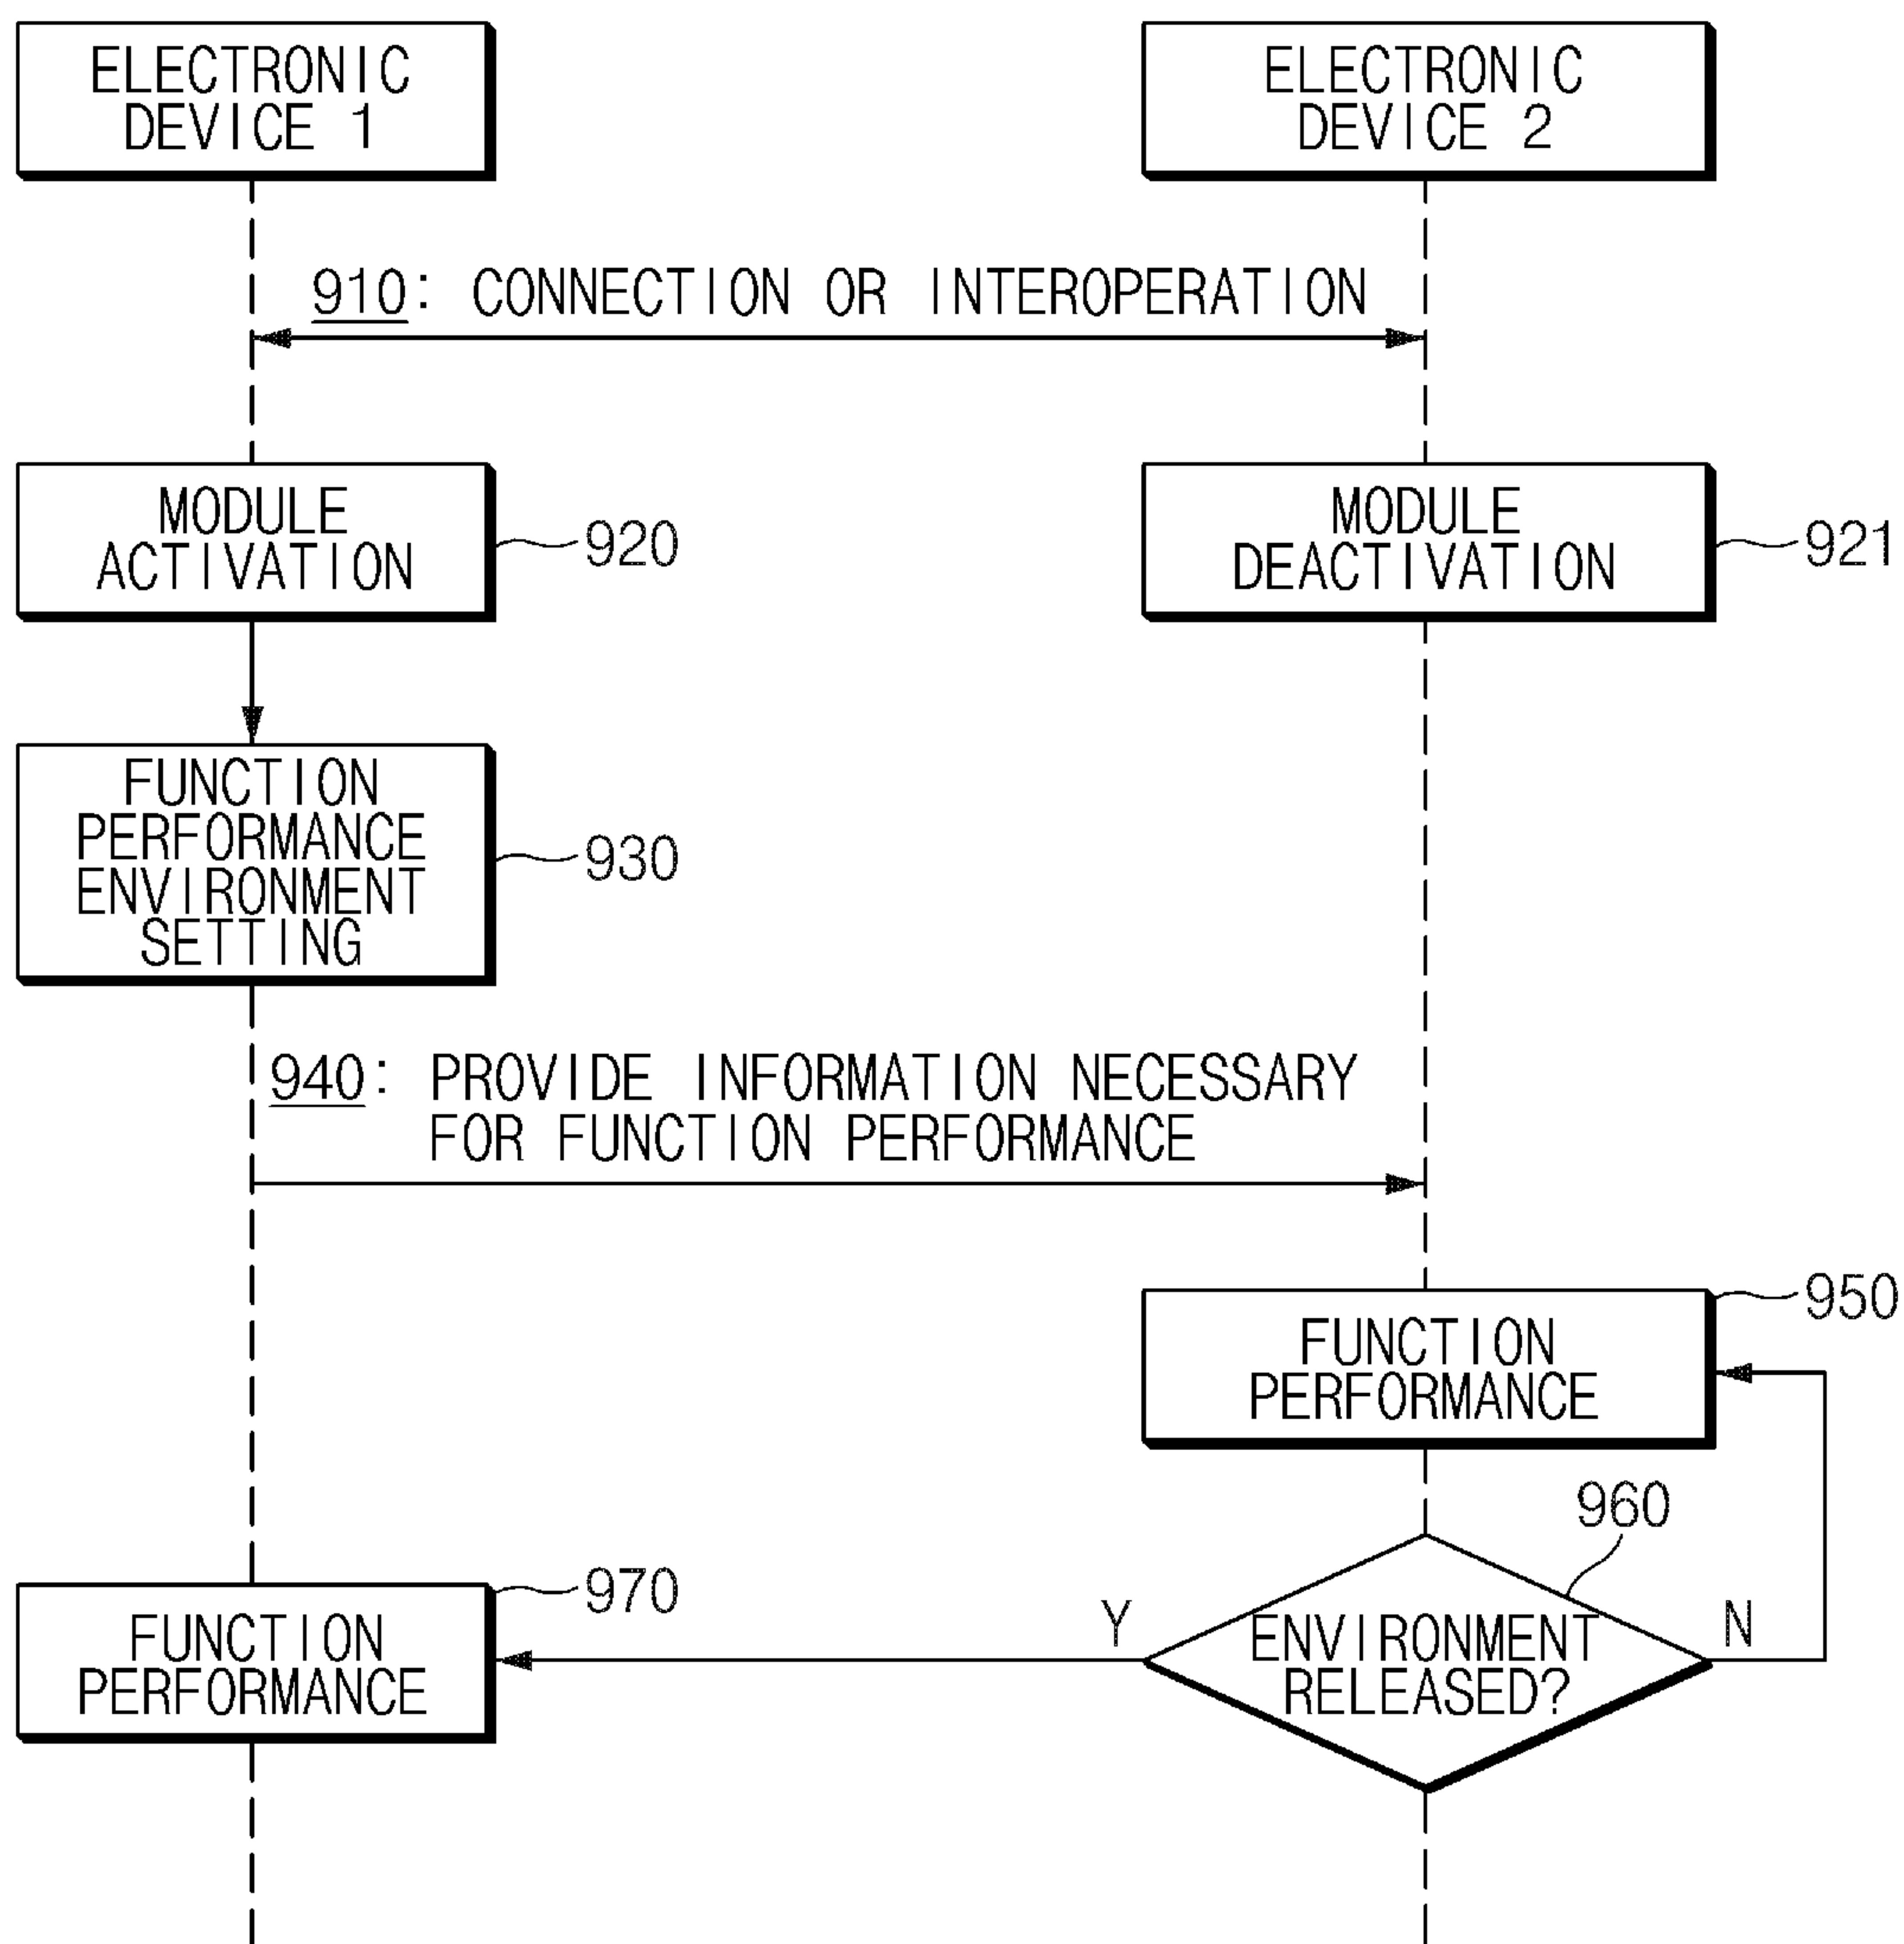 ELECTRONIC
DEVICE 1
ELECTRONIC
DEVICE 2
910: CONNECTION OR INTEROPERATION
MODULE
ACTIVATION
920
MODULE
DEACTIVATION
921
FUNCTION
PERFORMANCE
ENVIRONMENT
SETTING
930
940: PROVIDE INFORMATION NECESSARY
FOR FUNCTION PERFORMANCE
FUNCTION
PERFORMANCE
950
960
ENVIRONMENT
RELEASED?
Y
N
FUNCTION
PERFORMANCE
970